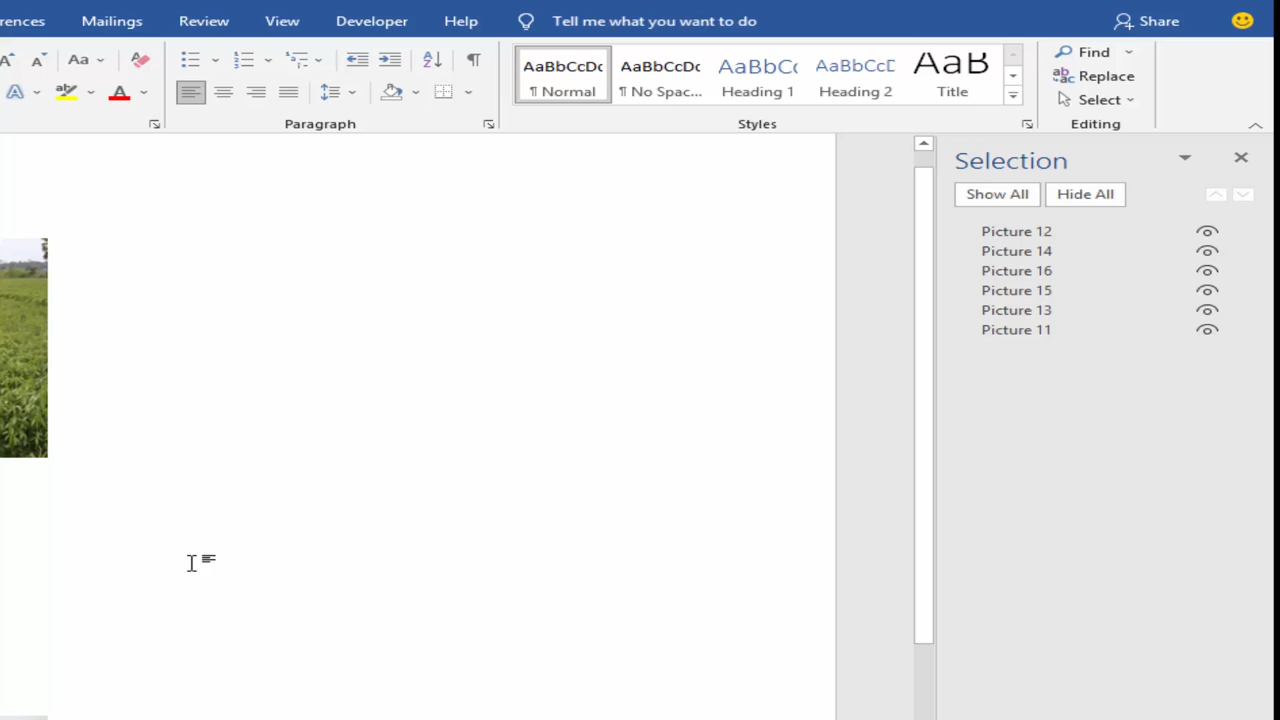 rences Mailings Review View Developer Help Tell me what you want to do Share
Aa
Find
Replace
Select
AaBbCcDc AaBbCcDc AaBbCc AaBbCcD AaB
¶ Normal ¶ No Spac... Heading 1 Heading 2 Title
Paragraph Styles Editing
Selection
Show All Hide All
Picture 12
Picture 14
Picture 16
Picture 15
Picture 13
Picture 11